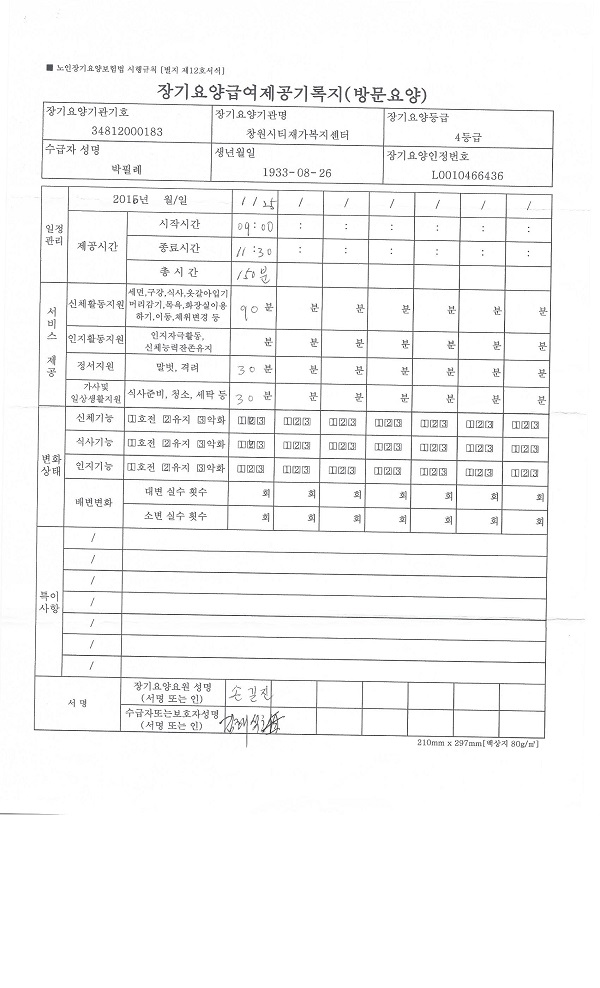 ■ 노인장기요양보험법 시행규칙 [별지 제12호서식]
장기요양급여제공기록지(방문요양)
장기요양기관기호 장기요양기관명 장기요양등급
34812000183 창원시티재가복지센터 4등급
수급자 성명 생년월일 장기요양인정번호
박필례 1933-08-26 L0010466436
일정관리 2015년 월/일 1/25 / / / / / /
제공시간 시작시간 09:00 : : : : : :
종료시간 11:30 : : : : : :
총 시 간 150분
서비스 제공
신체활동지원 세면,구강,식사,옷갈아입기 머리감기,목욕,화장실이용 하기,이동,체위변경 등 90 분 분 분 분 분 분 분
인지활동지원 인지자극활동, 신체능력잔존유지 분 분 분 분 분 분 분
정서지원 말벗, 격려 30 분 분 분 분 분 분 분
가사및 일상생활지원 식사준비, 청소, 세탁 등 30 분 분 분 분 분 분 분
변화상태
신체기능 1호전 2유지 3악화 123 123 123 123 123 123 123
식사기능 1호전 2유지 3악화 123 123 123 123 123 123 123
인지기능 1호전 2유지 3악화 123 123 123 123 123 123 123
배변변화 대변 실수 횟수 회 회 회 회 회 회 회
소변 실수 횟수 회 회 회 회 회 회 회
특이사항
/
/
/
/
/
/
/
서 명
장기요양요원 성명 (서명 또는 인) 손길진
수급자또는보호자성명 (서명 또는 인)
210mm x 297mm[백상지 80g/㎡]